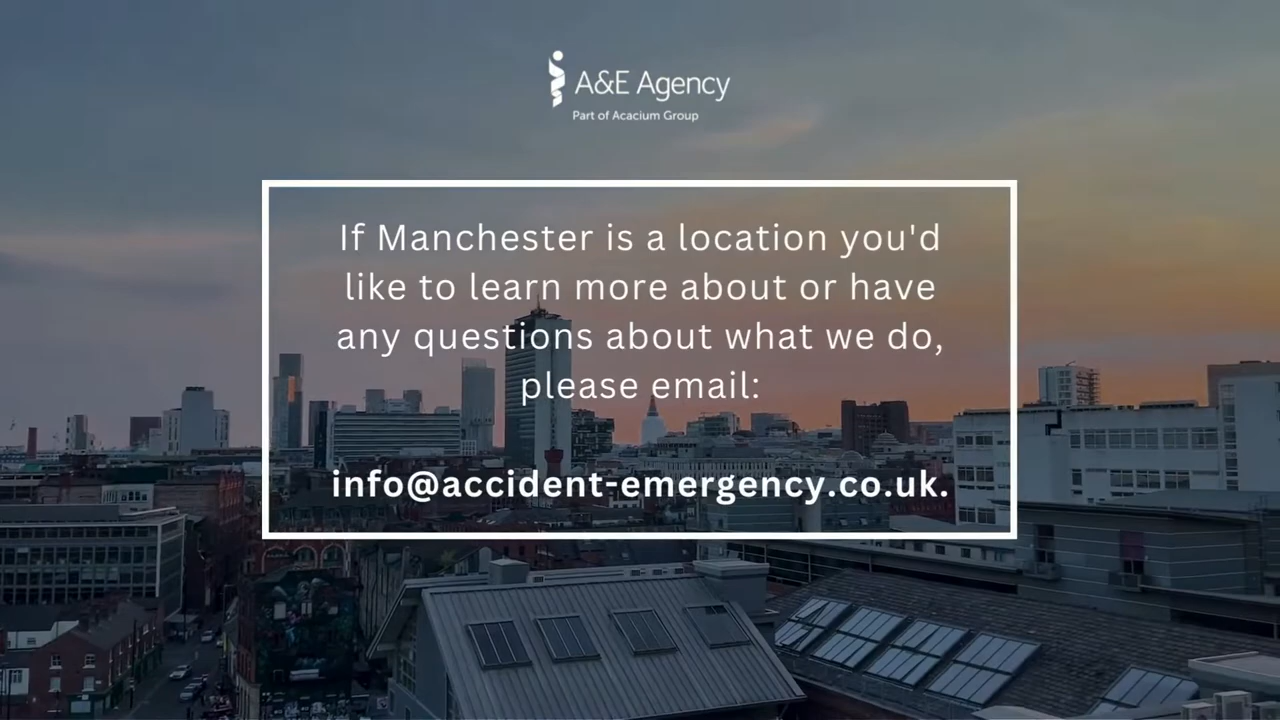 A&E Agency
Part of Acacium Group
If Manchester is a location you'd
like to learn more about or have
any questions about what we do,
please email:
info@accident-emergency.co.uk.